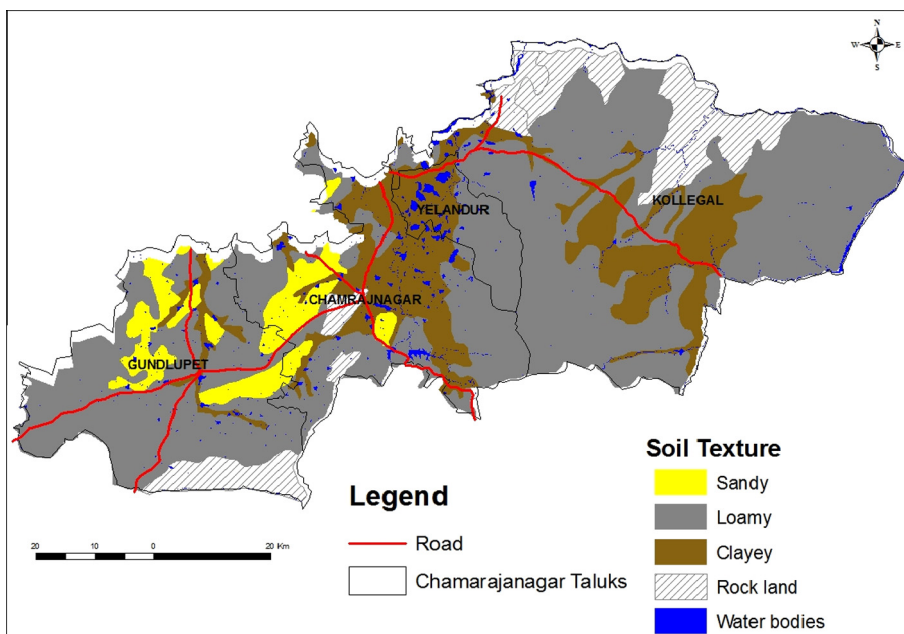 N
W E
S
YELANDUR
KOLLEGAL
CHAMRAJNAGAR
GUNDLUPET
Soil Texture
Sandy
Loamy
Clayey
Rock land
Water bodies
Legend
Road
Chamarajanagar Taluks
20 10 0 20 Km